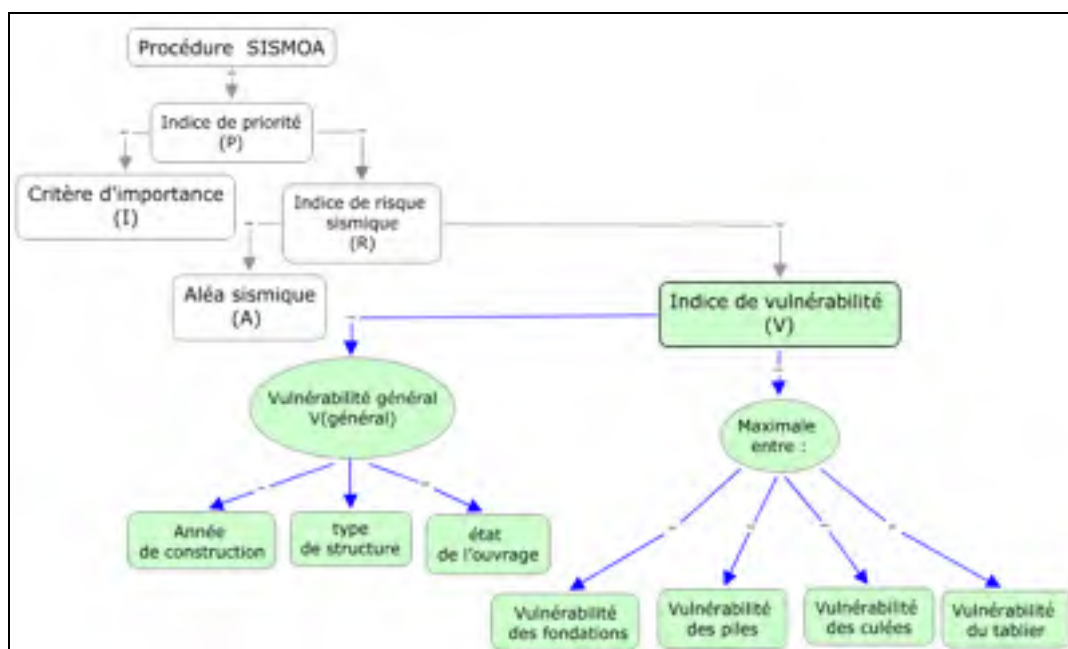 Procédure SISMOA
Indice de priorité
(P)
Critère d'importance
(I)
Indice de risque
sismique
(R)
Aléa sismique
(A)
Indice de vulnérabilité
(V)
Vulnérabilité général
V(général)
Maximale
entre :
Année
de construction
type
de structure
état
de l'ouvrage
Vulnérabilité
des fondations
Vulnérabilité
des piles
Vulnérabilité
des culées
Vulnérabilité
du tablier